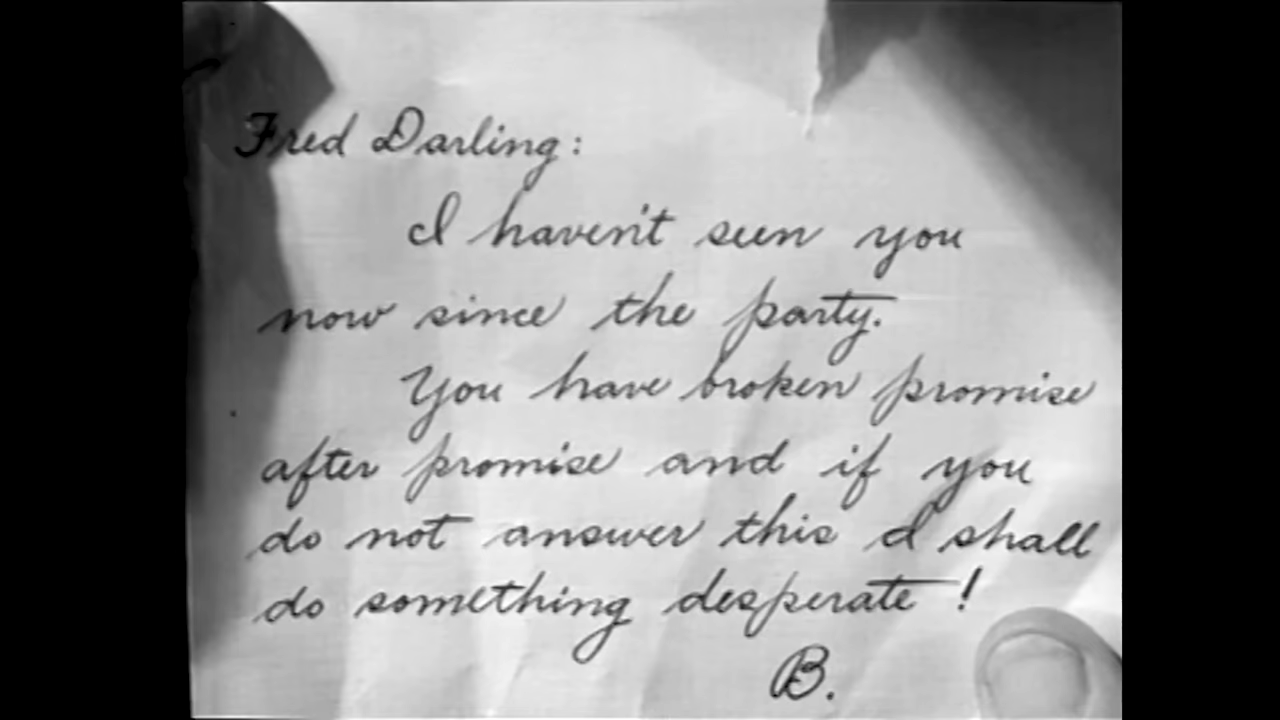 Fred Darling:
I haven't seen you
now since the party.
You have broken promise
after promise and if you
do not answer this I shall
do something desperate!
B.